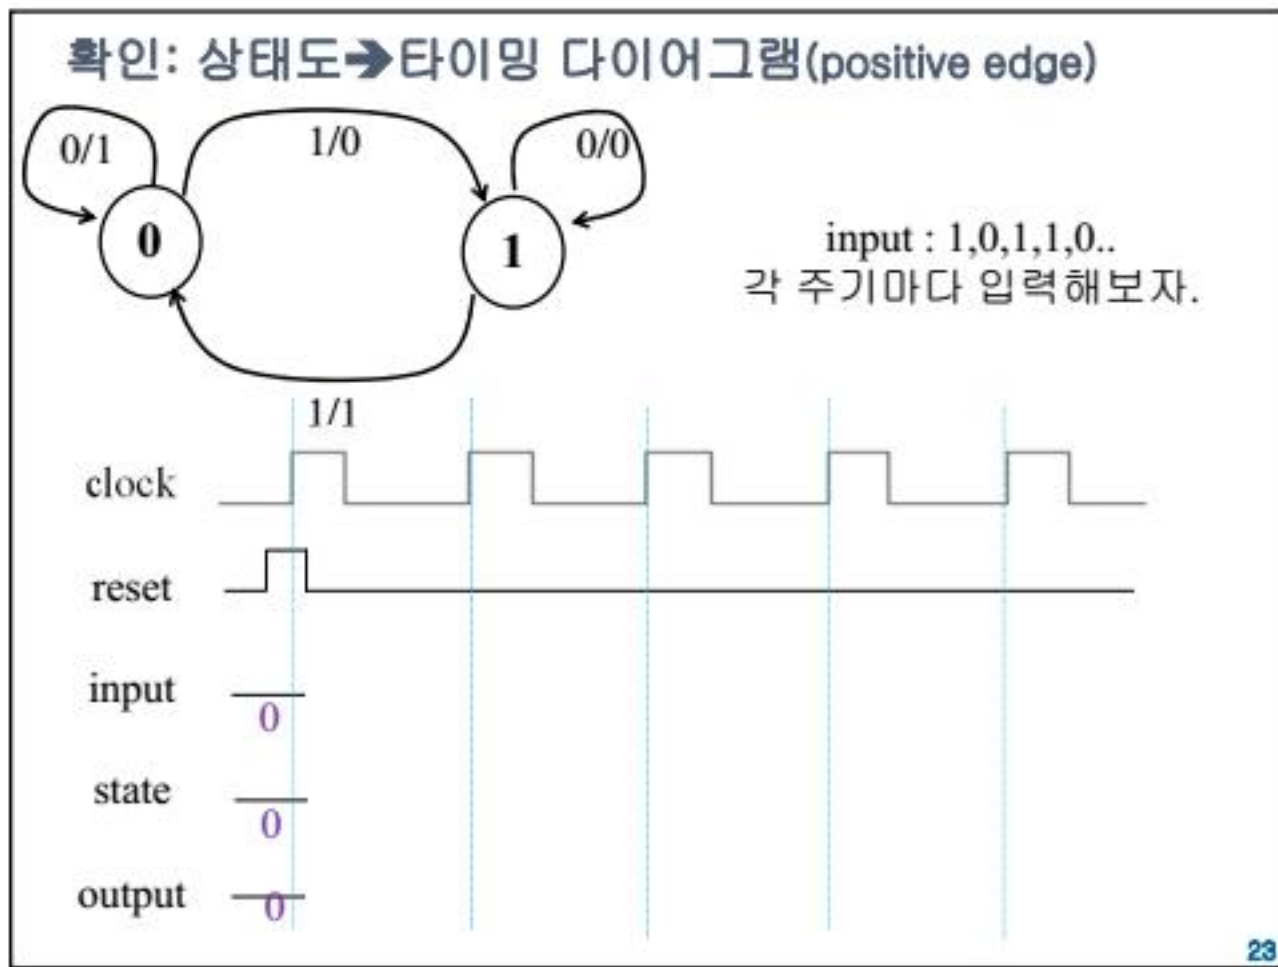 확인: 상태도➔타이밍 다이어그램(positive edge)
0/1
1/0
0/0
0
1
input : 1,0,1,1,0..
각 주기마다 입력해보자.
1/1
clock
reset
input
0
state
0
output
0
23